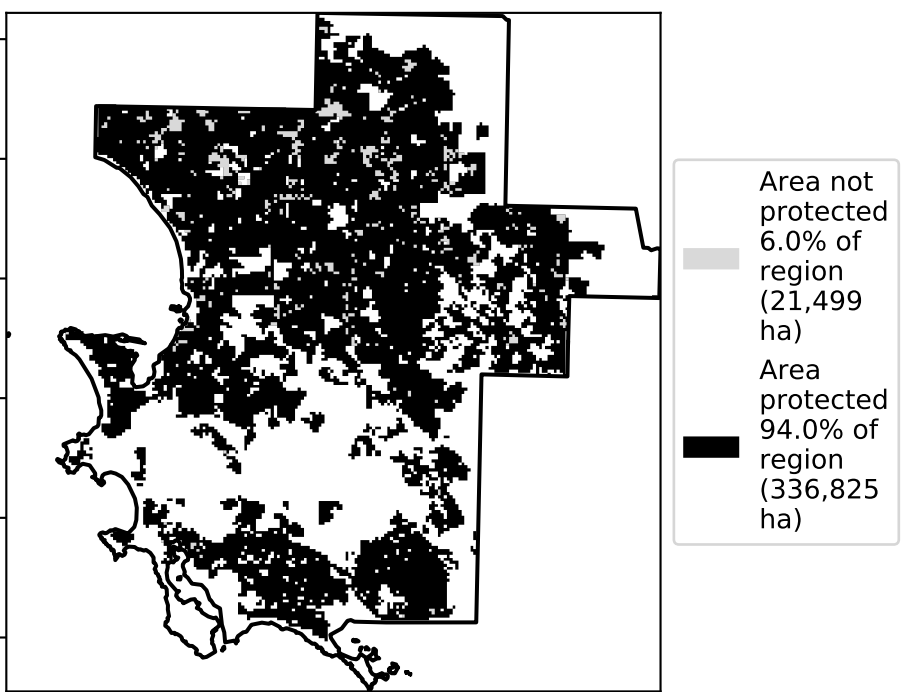 Area not
protected
6.0% of
region
(21,499
ha)
Area
protected
94.0% of
region
(336,825
ha)